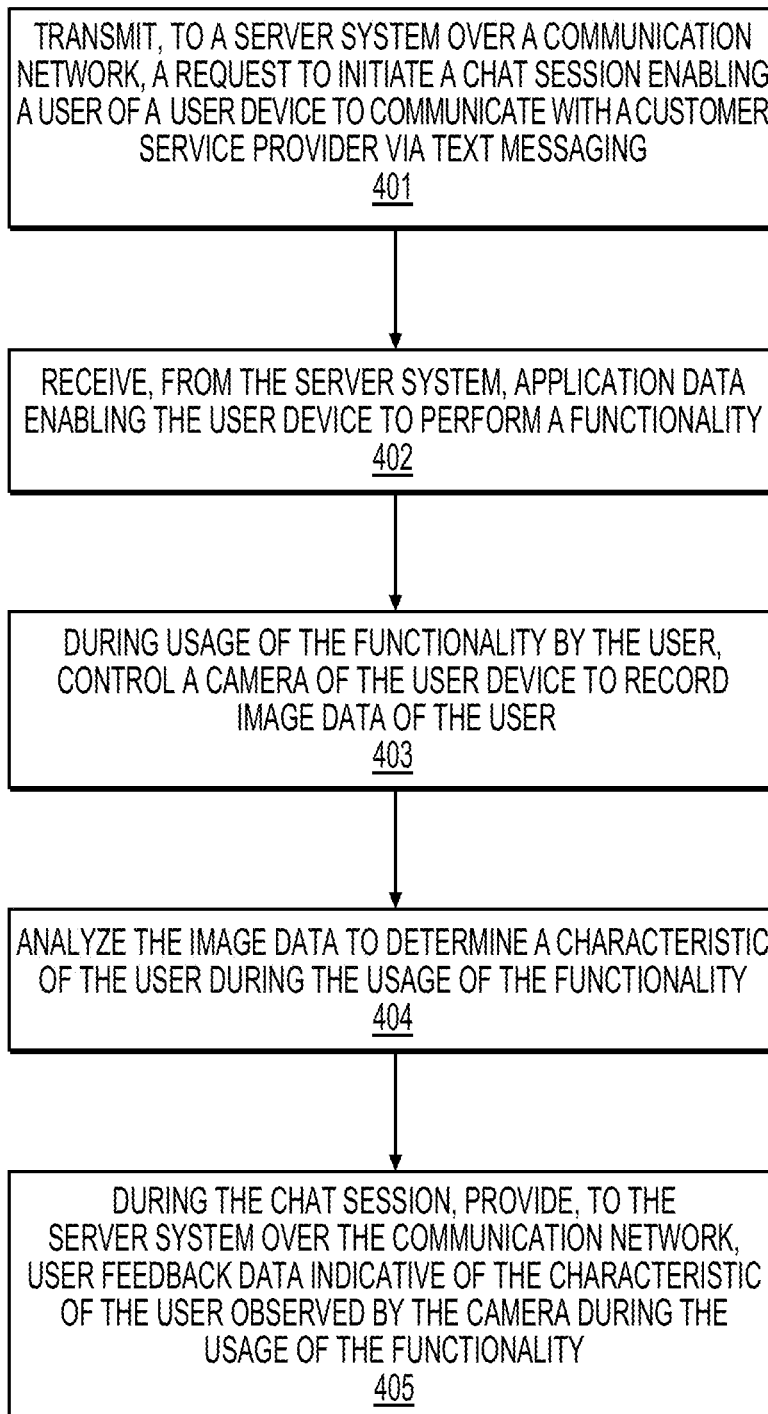 TRANSMIT, TO A SERVER SYSTEM OVER A COMMUNICATION
NETWORK, A REQUEST TO INITIATE A CHAT SESSION ENABLING
A USER OF A USER DEVICE TO COMMUNICATE WITH A CUSTOMER
SERVICE PROVIDER VIA TEXT MESSAGING
401
RECEIVE, FROM THE SERVER SYSTEM, APPLICATION DATA
ENABLING THE USER DEVICE TO PERFORM A FUNCTIONALITY
402
DURING USAGE OF THE FUNCTIONALITY BY THE USER,
CONTROL A CAMERA OF THE USER DEVICE TO RECORD
IMAGE DATA OF THE USER
403
ANALYZE THE IMAGE DATA TO DETERMINE A CHARACTERISTIC
OF THE USER DURING THE USAGE OF THE FUNCTIONALITY
404
DURING THE CHAT SESSION, PROVIDE, TO THE
SERVER SYSTEM OVER THE COMMUNICATION NETWORK,
USER FEEDBACK DATA INDICATIVE OF THE CHARACTERISTIC
OF THE USER OBSERVED BY THE CAMERA DURING THE
USAGE OF THE FUNCTIONALITY
405